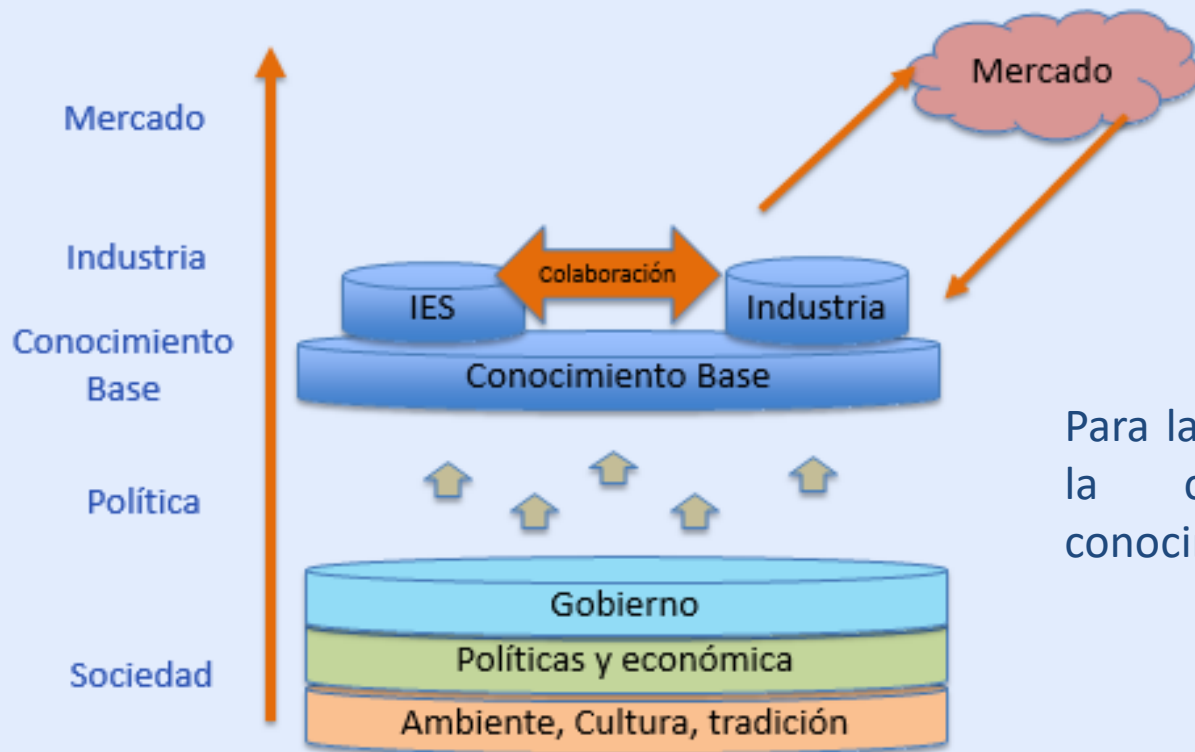 Mercado
Mercado
Industria
Colaboración
IES
Industria
Conocimiento
Base
Conocimiento Base
Para la
la
Política
Gobierno
Políticas y económica
Sociedad
Ambiente, Cultura, tradición